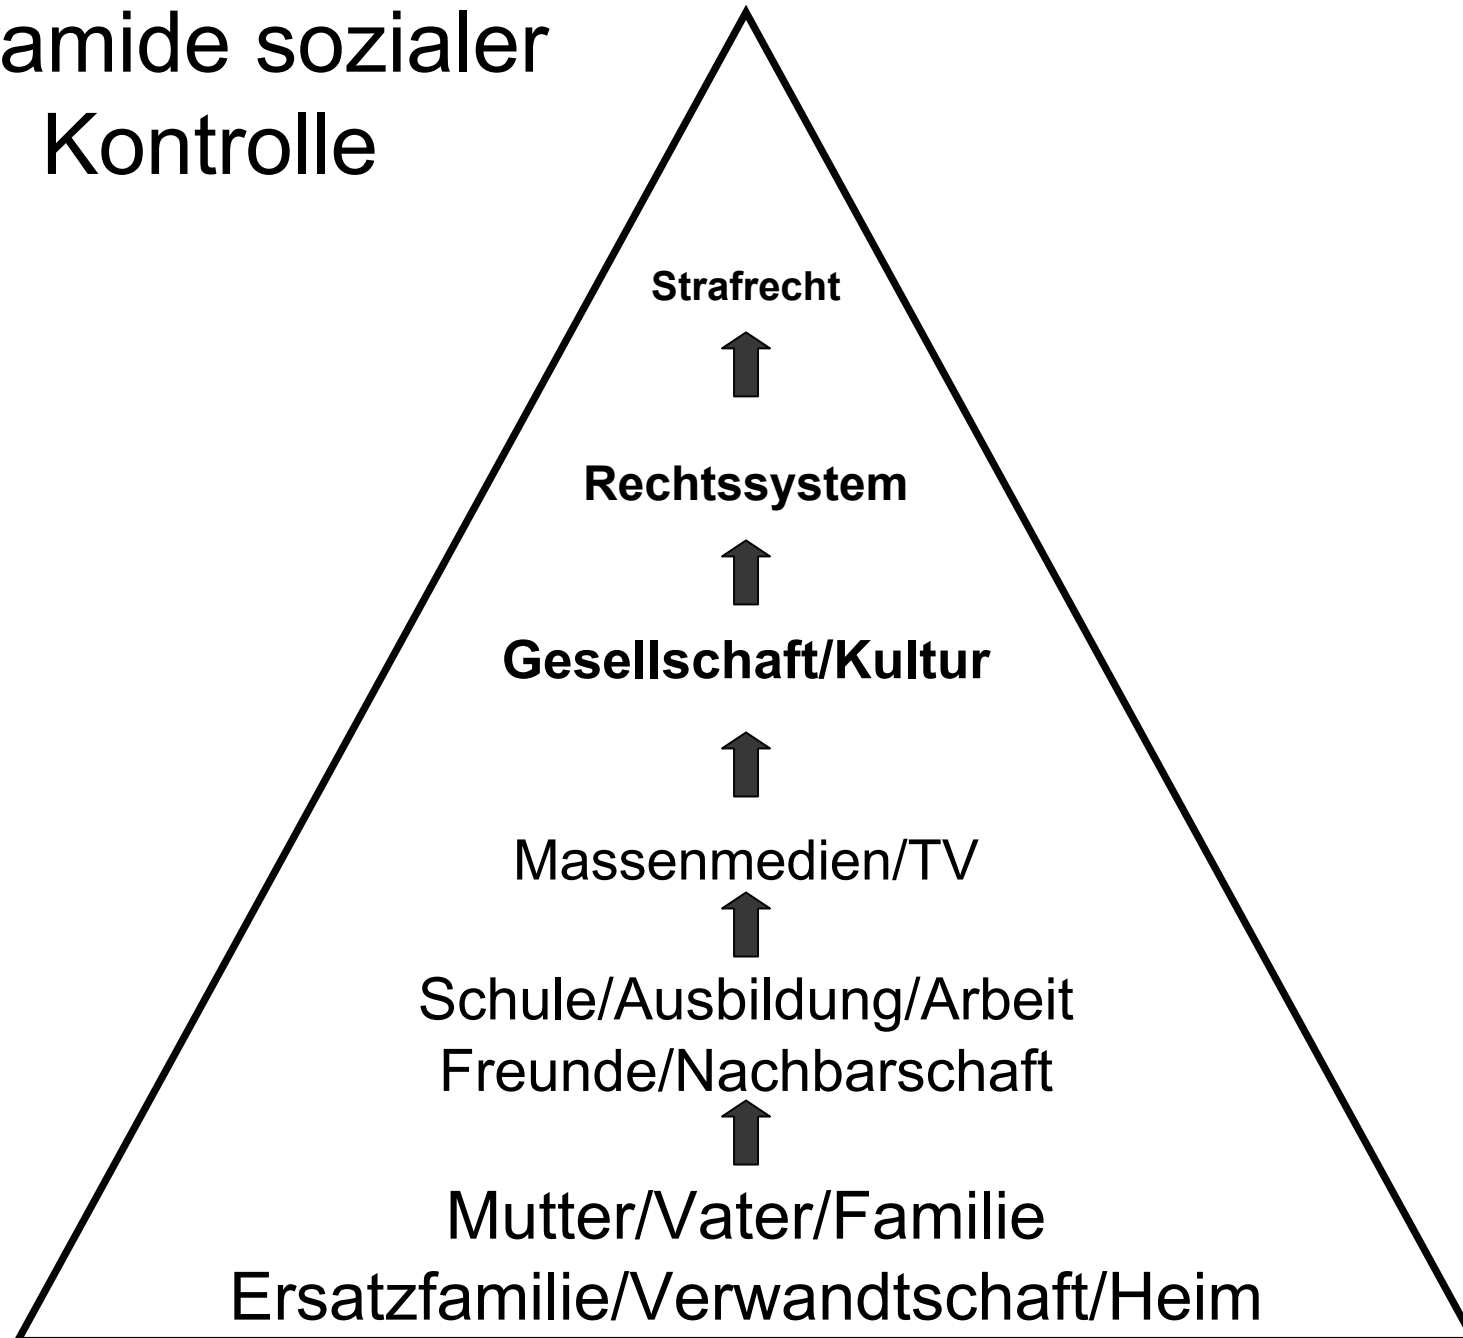 amide sozialer
Kontrolle
Strafrecht
Rechtssystem
Gesellschaft/Kultur
Massenmedien/TV
Schule/Ausbildung/Arbeit
Freunde/Nachbarschaft
Mutter/Vater/Familie
Ersatzfamilie/Verwandtschaft/Heim